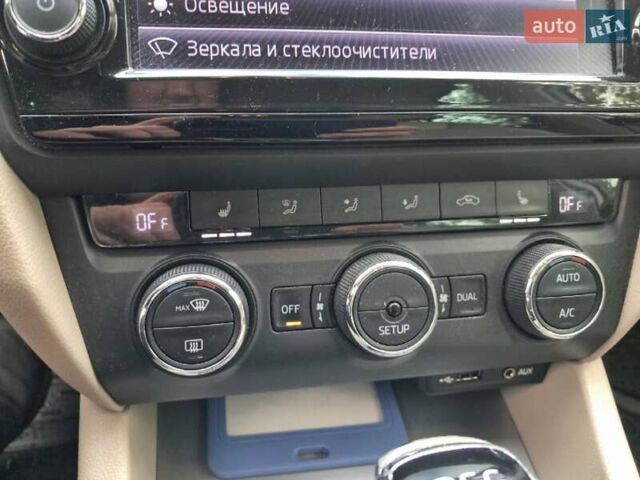 Освещение
auto RIA
Зеркала и стеклоочистители
OFF
OFF
MAX
OFF
SETUP
DUAL
AUTO
A/C
AUX